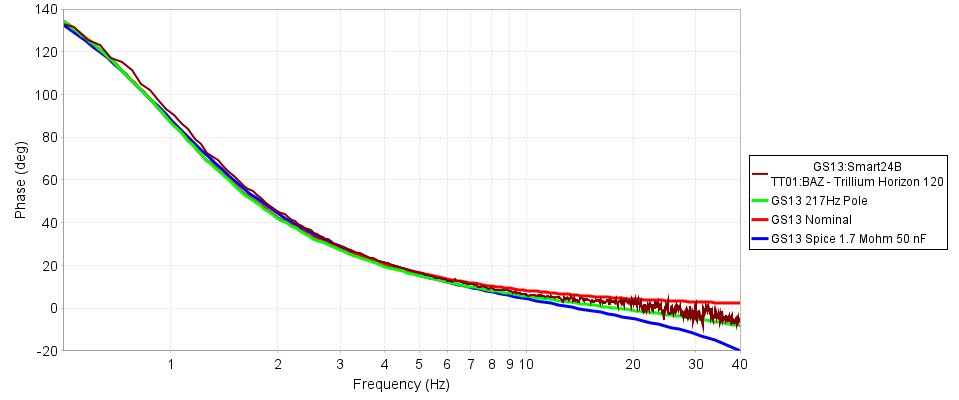 140
120
100
80
60
40
20
0
-20
Phase (deg)
1 2 3 4 5 6 7 8 9 10 20 30 40
Frequency (Hz)
GS13:Smart24B
TT01:BAZ - Trillium Horizon 120
GS13 217Hz Pole
GS13 Nominal
GS13 Spice 1.7 Mohm 50 nF